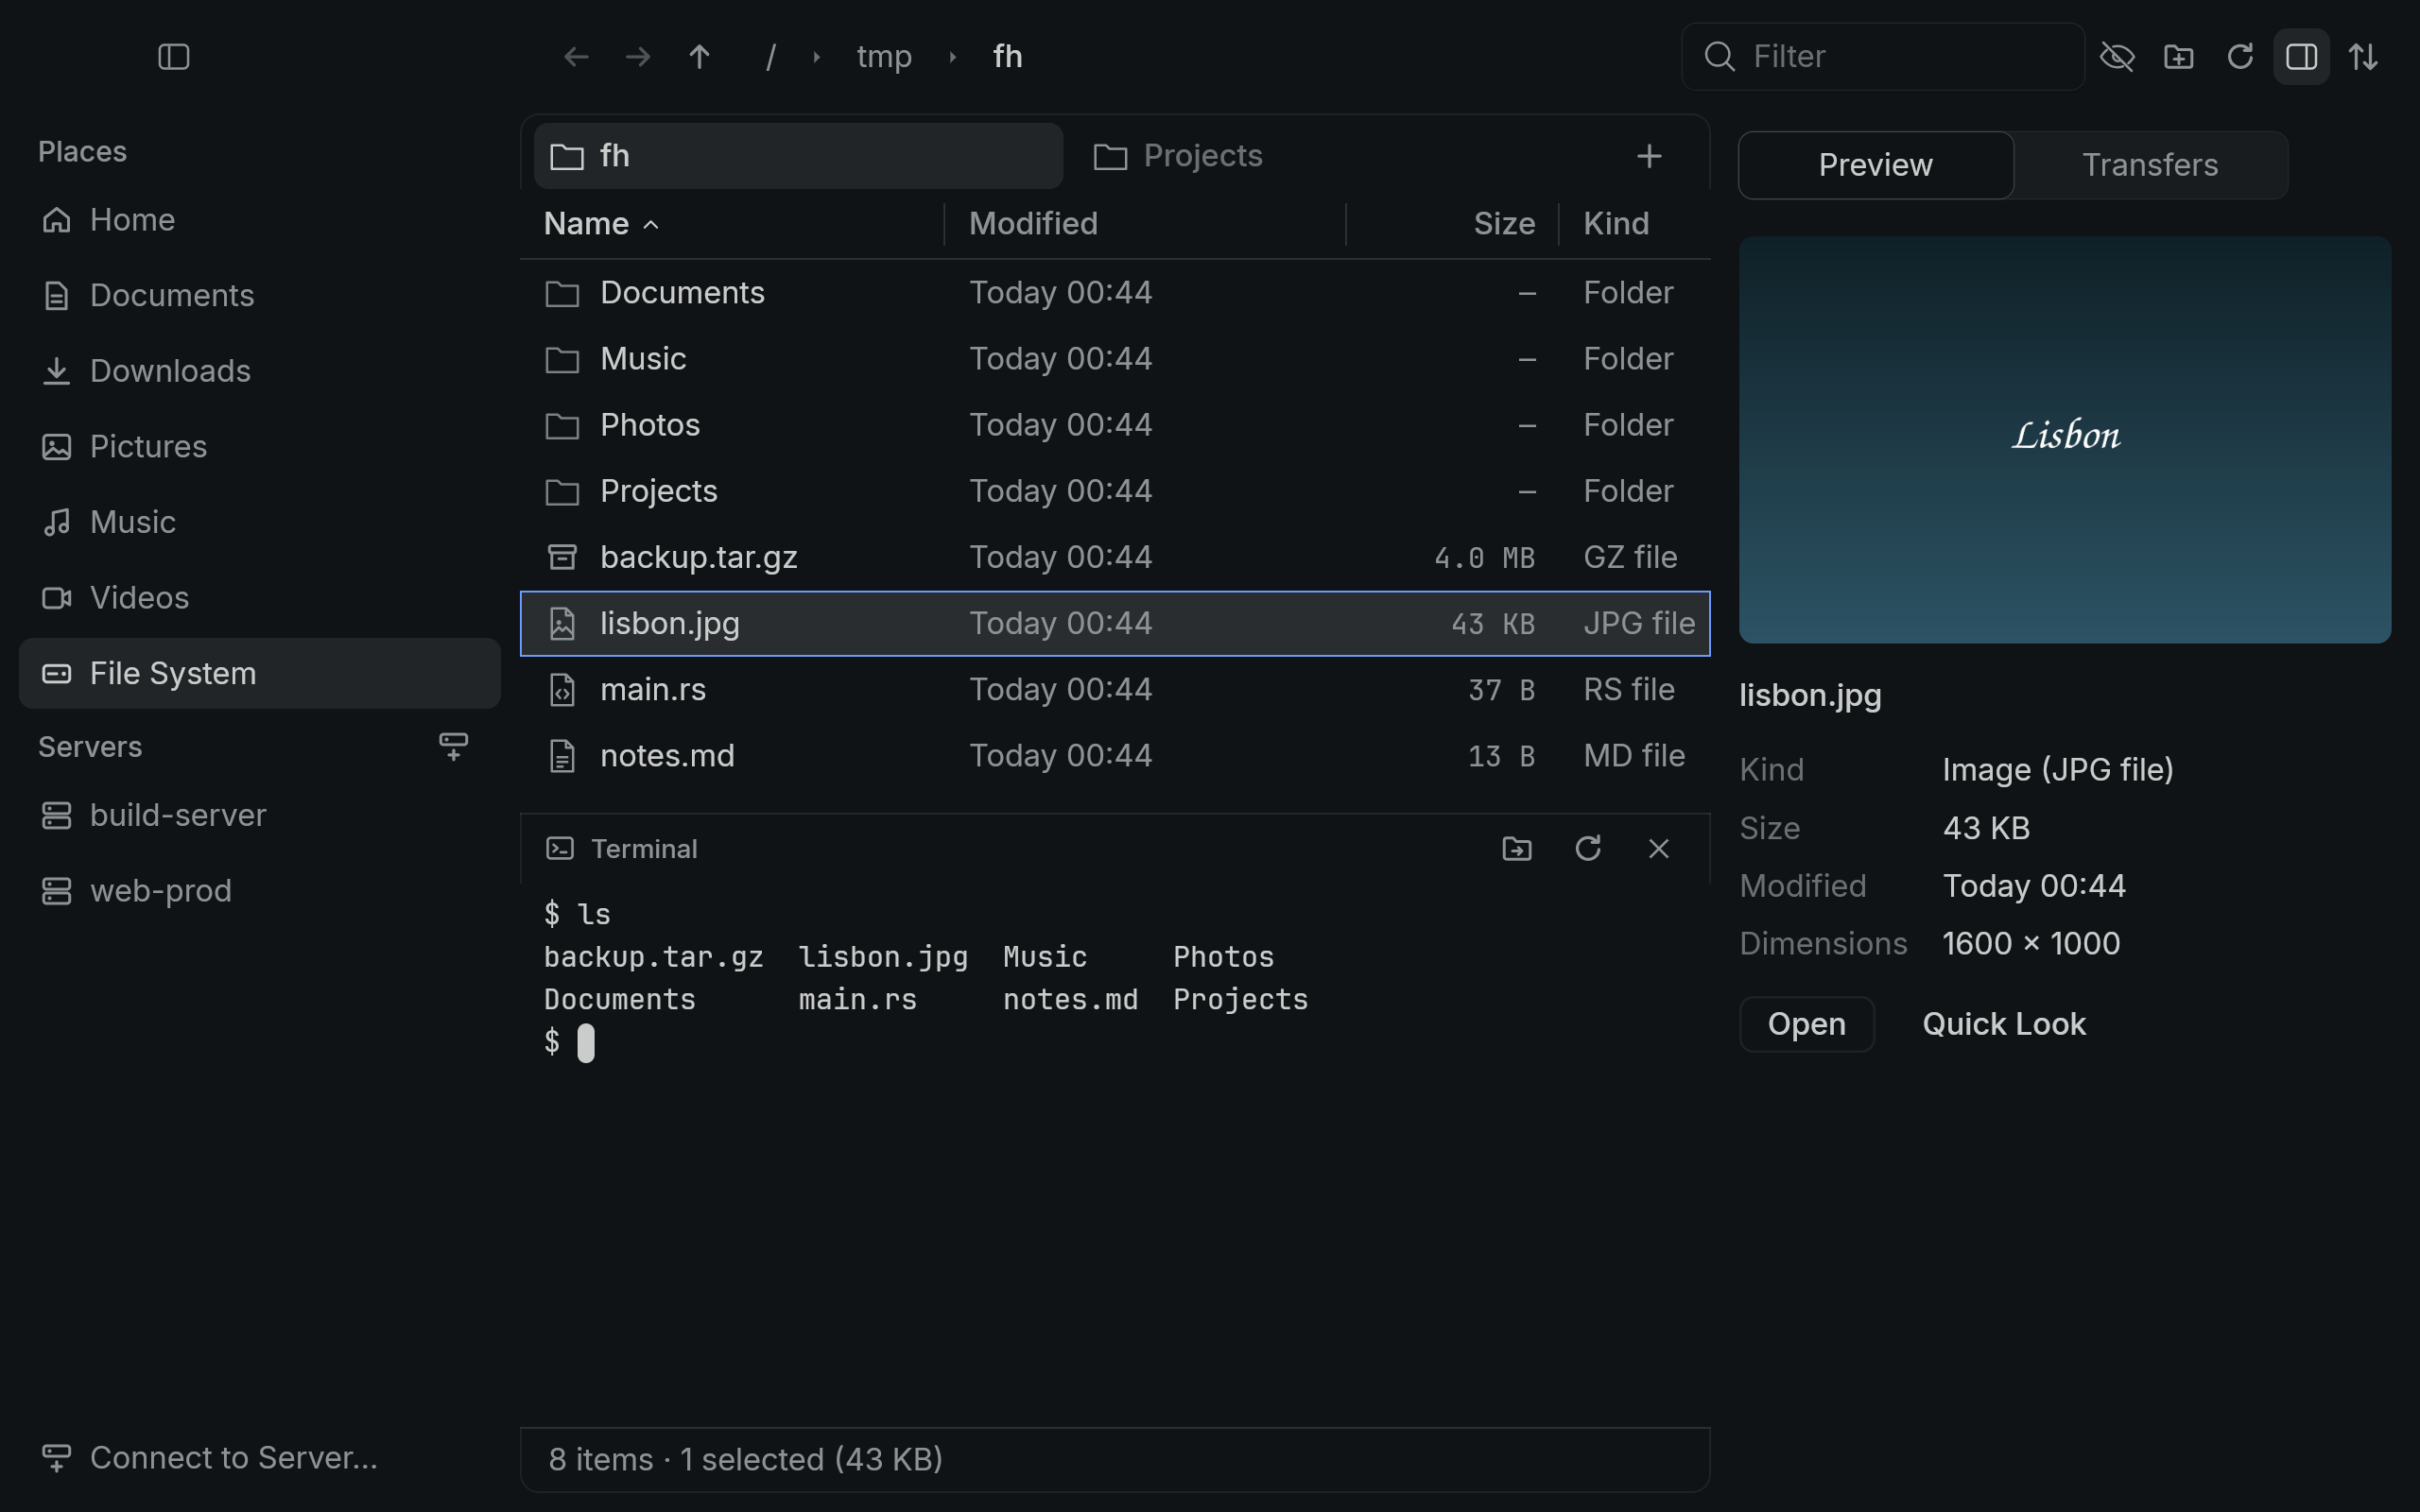 / tmp fh
Filter
Places
Home
Documents
Downloads
Pictures
Music
Videos
File System
Servers
build-server
web-prod
Connect to Server...
fh Projects
Name Modified Size Kind
Documents Today 00:44 – Folder
Music Today 00:44 – Folder
Photos Today 00:44 – Folder
Projects Today 00:44 – Folder
backup.tar.gz Today 00:44 4.0 MB GZ file
lisbon.jpg Today 00:44 43 KB JPG file
main.rs Today 00:44 37 B RS file
notes.md Today 00:44 13 B MD file
Terminal
$ ls
backup.tar.gz lisbon.jpg Music Photos
Documents main.rs notes.md Projects
$
8 items · 1 selected (43 KB)
Preview Transfers
Lisbon
lisbon.jpg
Kind Image (JPG file)
Size 43 KB
Modified Today 00:44
Dimensions 1600 × 1000
Open Quick Look